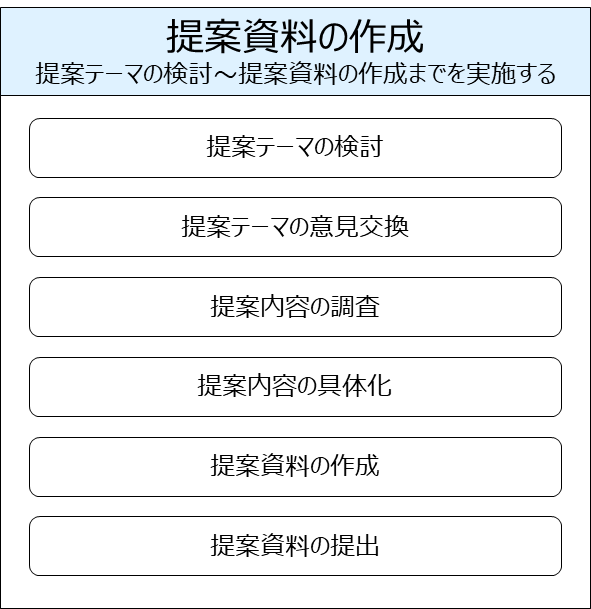 提案資料の作成
提案テーマの検討～提案資料の作成までを実施する
提案テーマの検討
提案テーマの意見交換
提案内容の調査
提案内容の具体化
提案資料の作成
提案資料の提出